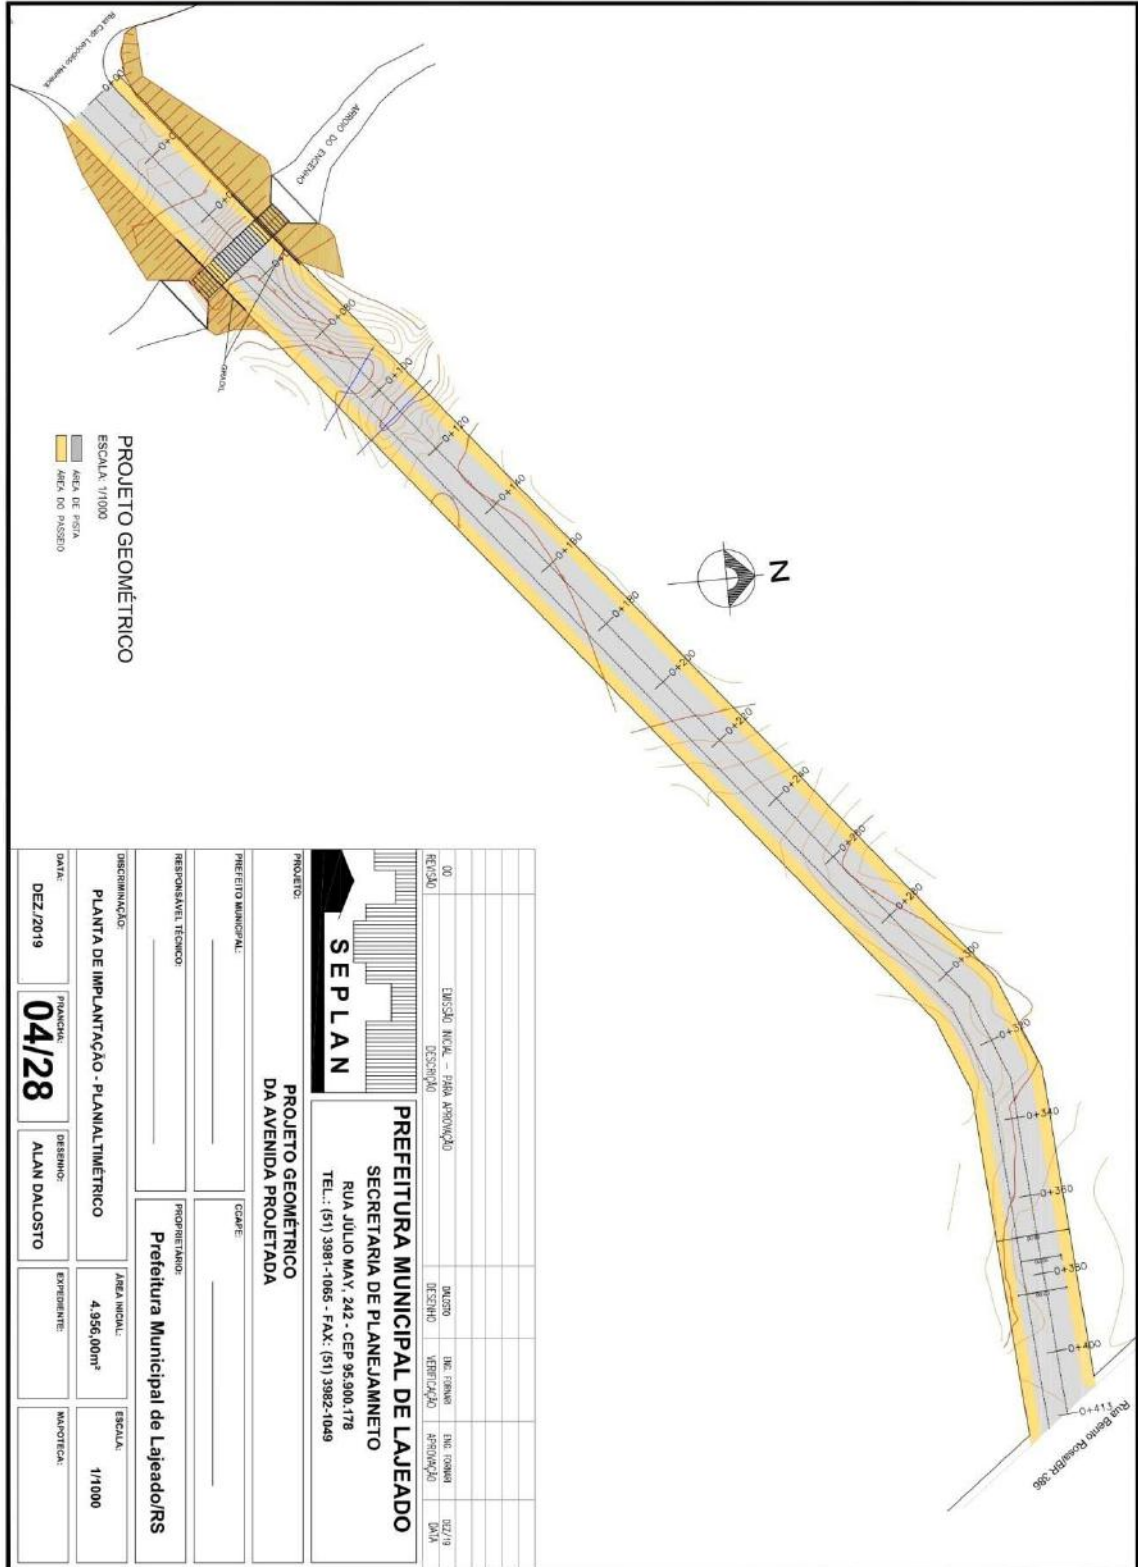 Rua Cap. Leopoldo Heineck
ARROIO DO ENGENHO
GRADIL
0+00
0+080
0+100
0+120
0+140
0+160
0+180
0+200
0+220
0+240
0+260
0+280
0+300
0+320
0+340
0+360
0+380
0+400
0+413
Rua Bento Rosa/BR 386
N
PROJETO GEOMÉTRICO
ESCALA: 1/1000
ÁREA DE PISTA
ÁREA DO PASSEIO
00 EMISSÃO INICIAL - PARA APROVAÇÃO DALOSTO ENG. FORNARI ENG. FORNARI DEZ/19
REVISÃO DESCRIÇÃO DESENHO VERIFICAÇÃO APROVAÇÃO DATA
SEPLAN
PREFEITURA MUNICIPAL DE LAJEADO
SECRETARIA DE PLANEJAMNETO
RUA JÚLIO MAY, 242 - CEP 95.900.178
TEL.: (51) 3981-1065 - FAX: (51) 3982-1049
PROJETO:
PROJETO GEOMÉTRICO
DA AVENIDA PROJETADA
PREFEITO MUNICIPAL:
CCAPE:
RESPONSÁVEL TÉCNICO:
PROPRIETÁRIO:
Prefeitura Municipal de Lajeado/RS
DISCRIMINAÇÃO:
PLANTA DE IMPLANTAÇÃO - PLANIALTIMÉTRICO
ÁREA INICIAL:
4.956,00m²
ESCALA:
1/1000
DATA:
DEZ./2019
PRANCHA:
04/28
DESENHO:
ALAN DALOSTO
EXPEDIENTE:
MAPOTECA: